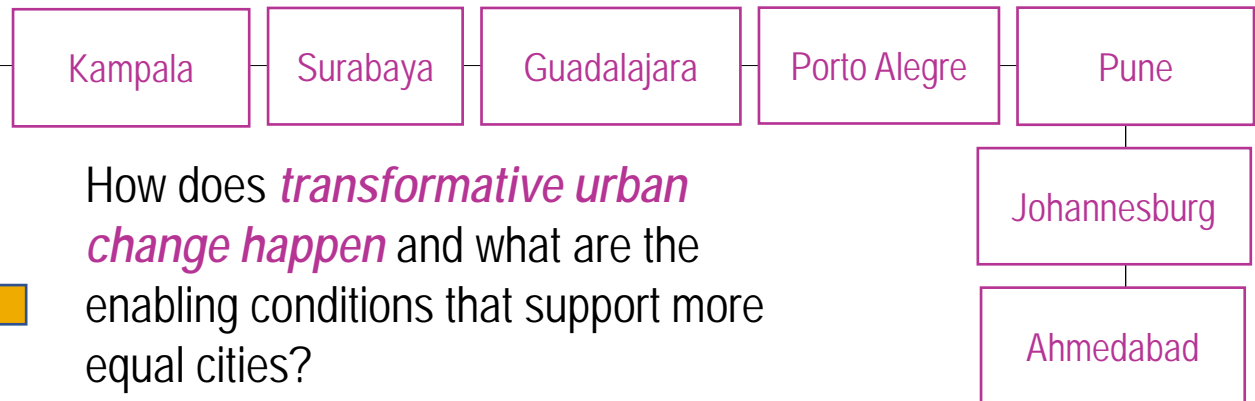 Kampala
Surabaya
Guadalajara
Porto Alegre
Pune
Johannesburg
Ahmedabad
How does transformative urban
change happen and what are the
enabling conditions that support more
equal cities?